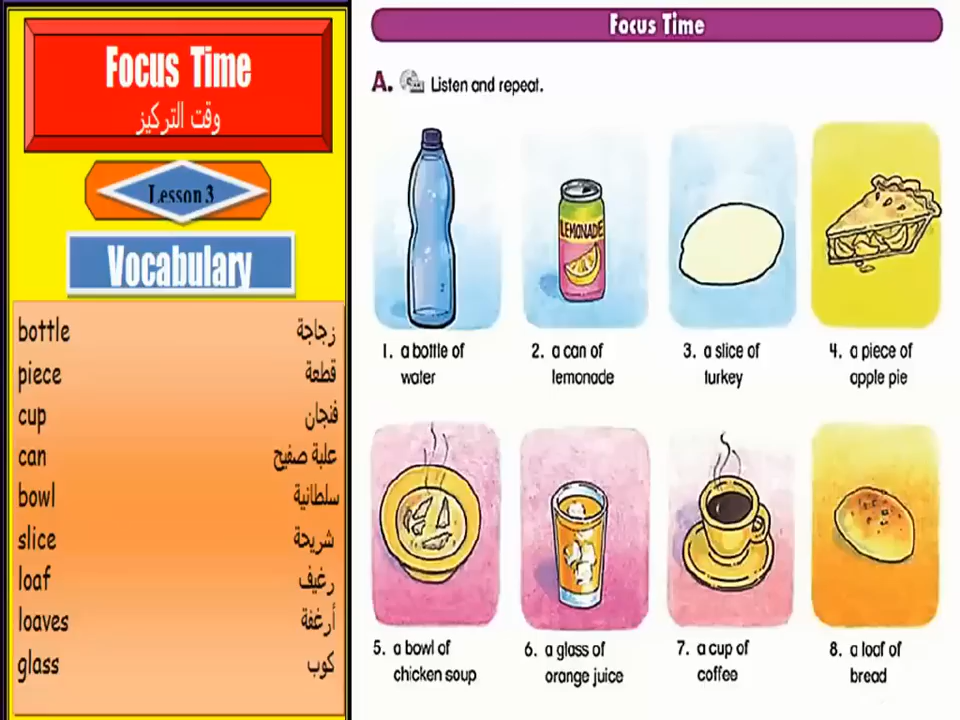 Focus Time
وقت التركيز
Lesson 3
Vocabulary
bottle زجاجة
piece قطعة
cup فنجان
can علبة صفيح
bowl سلطانية
slice شريحة
loaf رغيف
loaves أرغفة
glass كوب
Focus Time
A. Listen and repeat.
LEMONADE
1. a bottle of
water
2. a can of
lemonade
3. a slice of
turkey
4. a piece of
apple pie
5. a bowl of
chicken soup
6. a glass of
orange juice
7. a cup of
coffee
8. a loaf of
bread